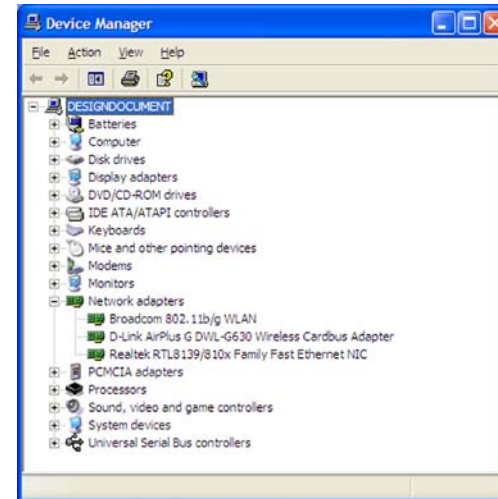 Device Manager
File Action View Help
DESIGNDOCUMENT
Batteries
Computer
Disk drives
Display adapters
DVD/CD-ROM drives
IDE ATA/ATAPI controllers
Keyboards
Mice and other pointing devices
Modems
Monitors
Network adapters
Broadcom 802.11b/g WLAN
D-Link AirPlus G DWL-G630 Wireless Cardbus Adapter
Realtek RTL8139/810x Family Fast Ethernet NIC
PCMCIA adapters
Processors
Sound, video and game controllers
System devices
Universal Serial Bus controllers